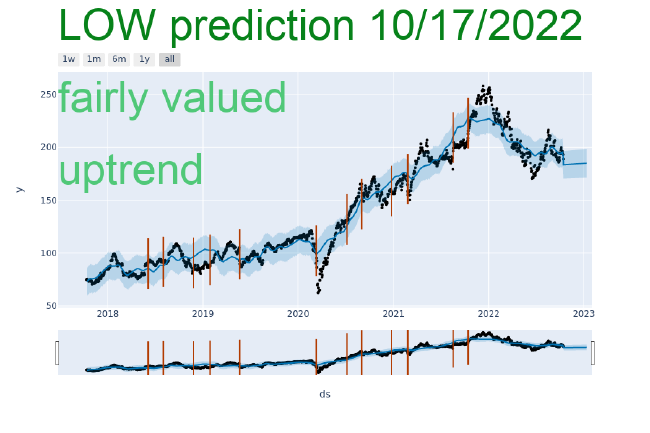 LOW prediction 10/17/2022
1w 1m 6m 1y all
fairly valued
uptrend
250
200
150
100
50
y
2018 2019 2020 2021 2022 2023
ds